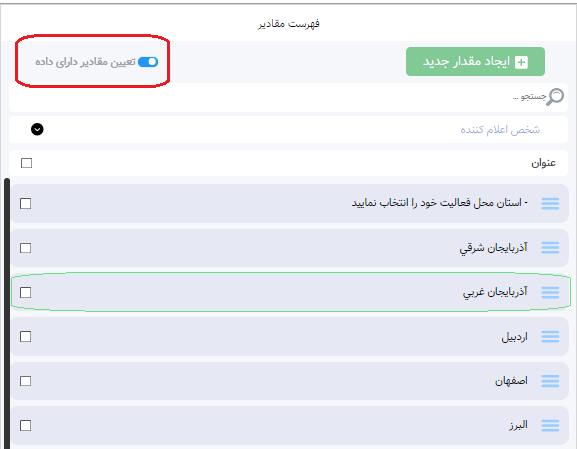 فهرست مقادیر
ایجاد مقدار جدید
تعیین مقادیر دارای داده
جستجو ...
شخص اعلام کننده
عنوان
- استان محل فعالیت خود را انتخاب نمایید
آذربایجان شرقي
آذربایجان غربي
اردبیل
اصفهان
البرز